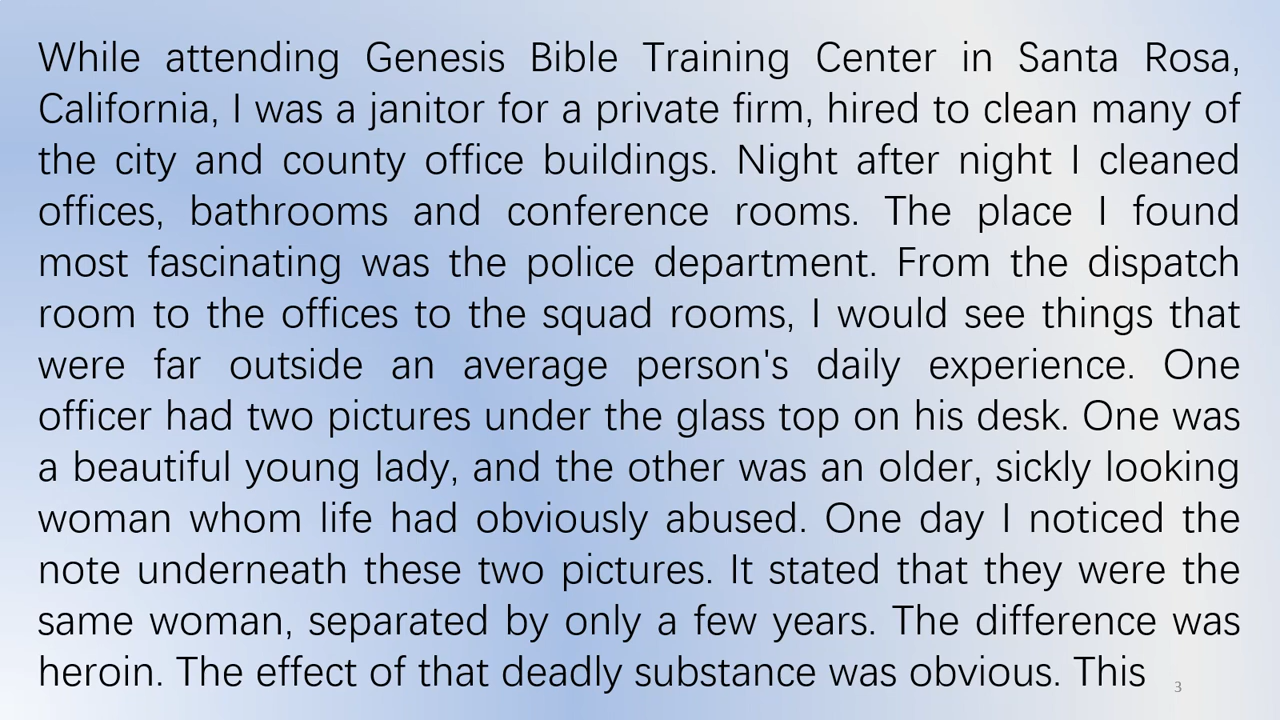 While attending Genesis Bible Training Center in Santa Rosa,
California, I was a janitor for a private firm, hired to clean many of
the city and county office buildings. Night after night I cleaned
offices, bathrooms and conference rooms. The place I found
most fascinating was the police department. From the dispatch
room to the offices to the squad rooms, I would see things that
were far outside an average person's daily experience. One
officer had two pictures under the glass top on his desk. One was
a beautiful young lady, and the other was an older, sickly looking
woman whom life had obviously abused. One day I noticed the
note underneath these two pictures. It stated that they were the
same woman, separated by only a few years. The difference was
heroin. The effect of that deadly substance was obvious. This
3